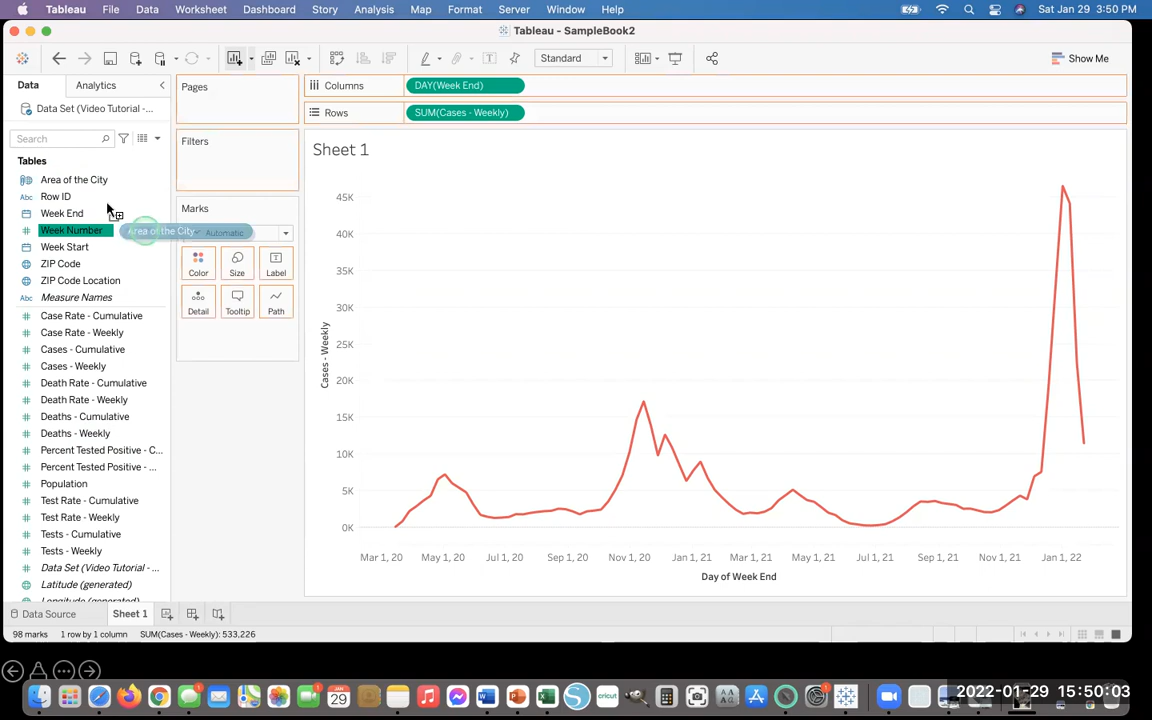 Tableau File Data Worksheet Dashboard Story Analysis Map Format Server Window Help Sat Jan 29 3:50 PM
Tableau - SampleBook2
Standard Show Me
Data Analytics
Data Set (Video Tutorial -...
Search
Tables
Area of the City
Abc Row ID
Week End
Week Number
Week Start
ZIP Code
ZIP Code Location
Abc Measure Names
Case Rate - Cumulative
Case Rate - Weekly
Cases - Cumulative
Cases - Weekly
Death Rate - Cumulative
Death Rate - Weekly
Deaths - Cumulative
Deaths - Weekly
Percent Tested Positive - C...
Percent Tested Positive - ...
Population
Test Rate - Cumulative
Test Rate - Weekly
Tests - Cumulative
Tests - Weekly
Data Set (Video Tutorial - ...
Latitude (generated)
Longitude (generated)
Pages
Filters
Marks
Area of the City
Automatic
Color Size Label
Detail Tooltip Path
Columns DAY(Week End)
Rows SUM(Cases - Weekly)
Sheet 1
45K
40K
35K
30K
25K
20K
15K
10K
5K
0K
Cases - Weekly
Mar 1, 20 May 1, 20 Jul 1, 20 Sep 1, 20 Nov 1, 20 Jan 1, 21 Mar 1, 21 May 1, 21 Jul 1, 21 Sep 1, 21 Nov 1, 21 Jan 1, 22
Day of Week End
Data Source Sheet 1
98 marks 1 row by 1 column SUM(Cases - Weekly): 533,226
JAN
29
cricut
2022-01-29 15:50:03